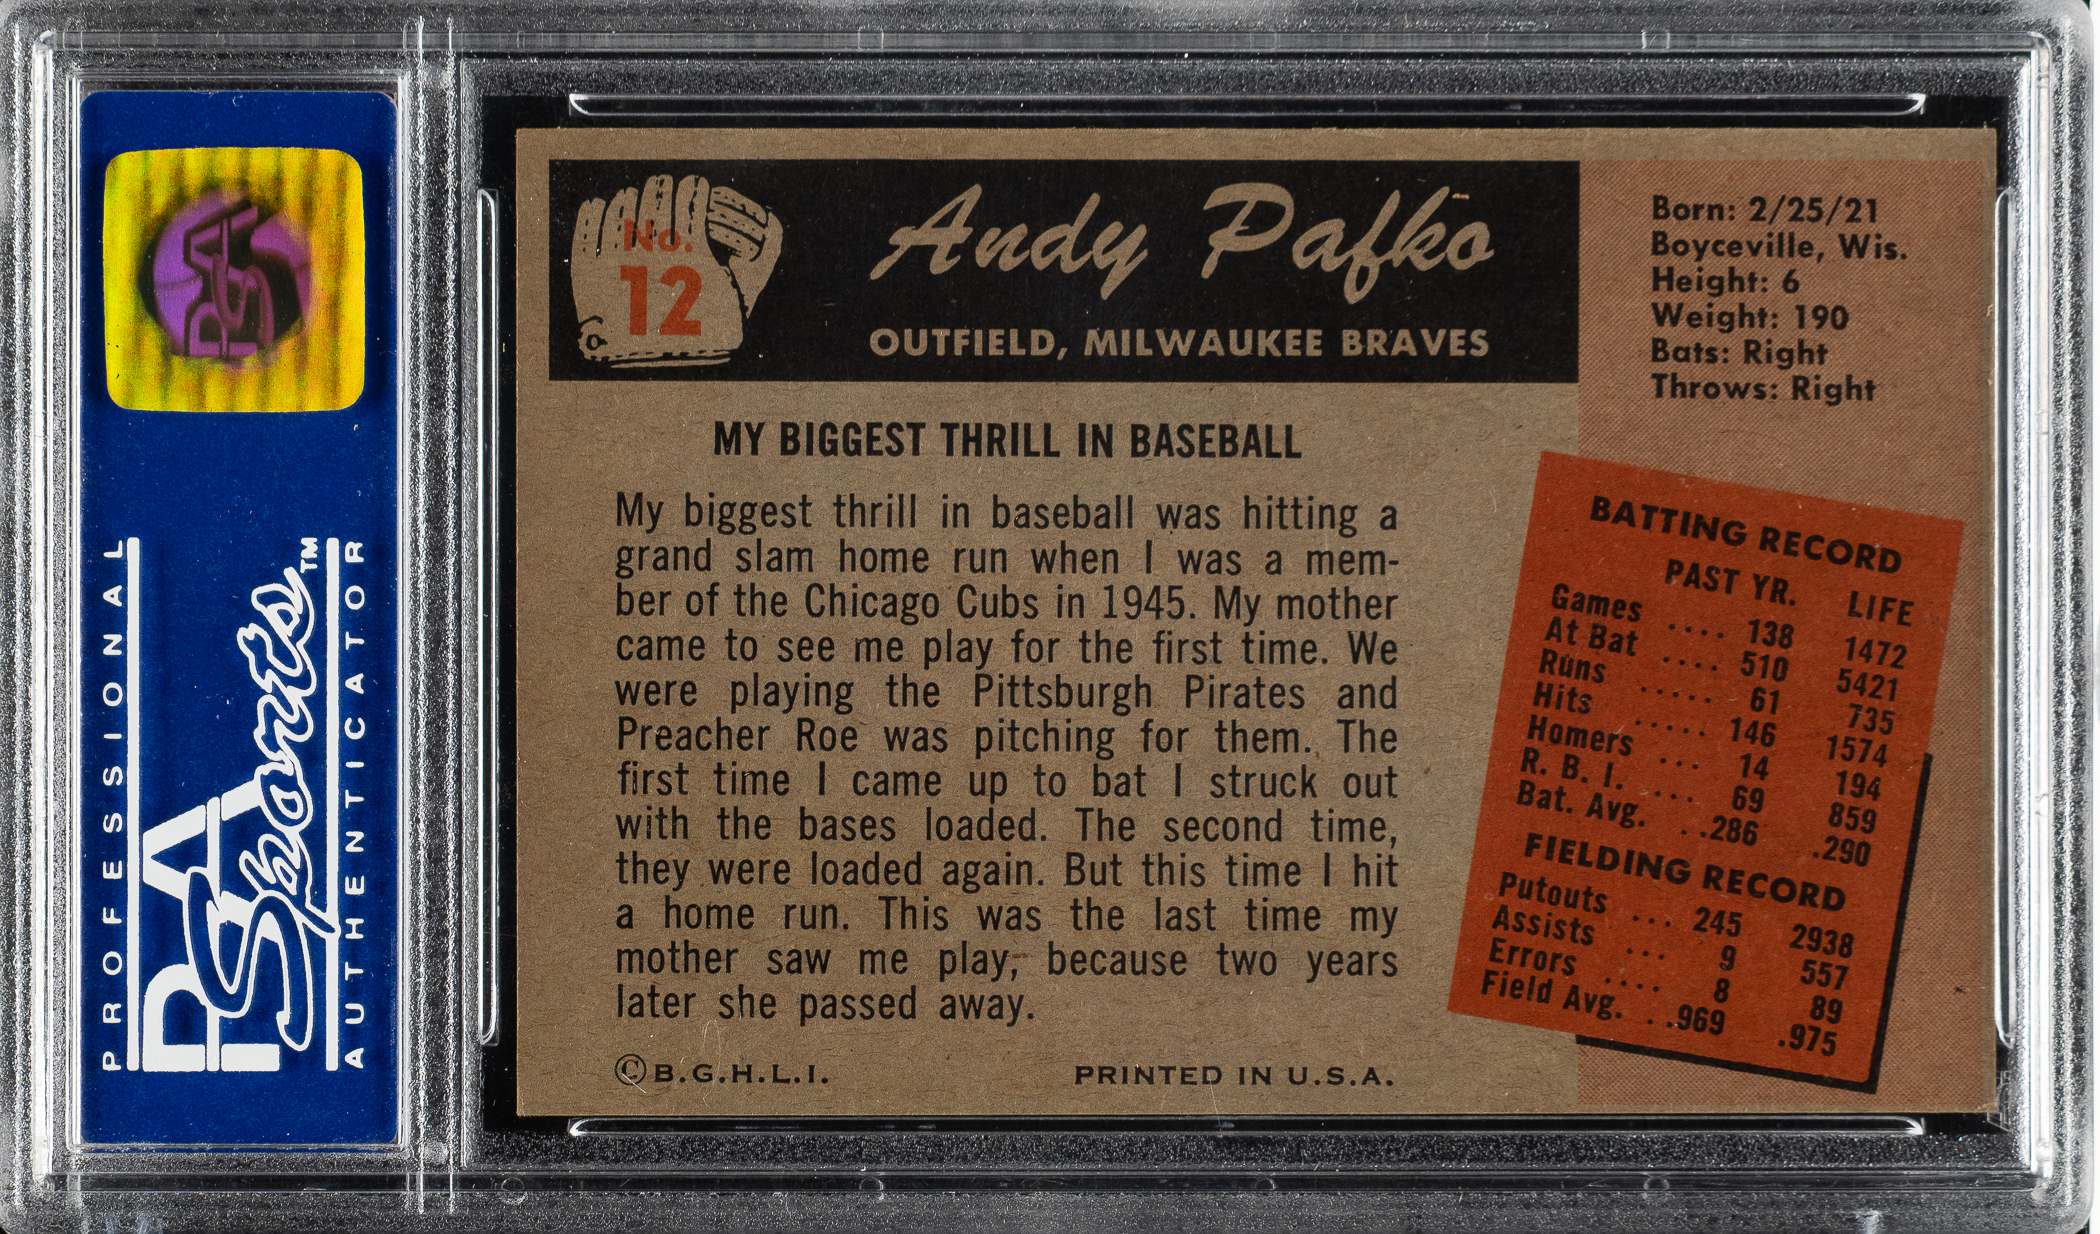 PROFESSIONAL
PSA
Sports™
AUTHENTICATOR
PSA
No.
12
Andy Pafko
OUTFIELD, MILWAUKEE BRAVES
Born: 2/25/21
Boyceville, Wis.
Height: 6
Weight: 190
Bats: Right
Throws: Right
MY BIGGEST THRILL IN BASEBALL
My biggest thrill in baseball was hitting a
grand slam home run when I was a mem-
ber of the Chicago Cubs in 1945. My mother
came to see me play for the first time. We
were playing the Pittsburgh Pirates and
Preacher Roe was pitching for them. The
first time I came up to bat I struck out
with the bases loaded. The second time,
they were loaded again. But this time I hit
a home run. This was the last time my
mother saw me play, because two years
later she passed away.
©B.G.H.L.I.
PRINTED IN U.S.A.
BATTING RECORD
PAST YR. LIFE
Games .... 138 1472
At Bat .... 510 5421
Runs ..... 61 735
Hits ..... 146 1574
Homers ... 14 194
R. B. I. .... 69 859
Bat. Avg. ..286 .290
FIELDING RECORD
Putouts ... 245 2938
Assists ... 9 557
Errors .... 8 89
Field Avg. ..969 .975